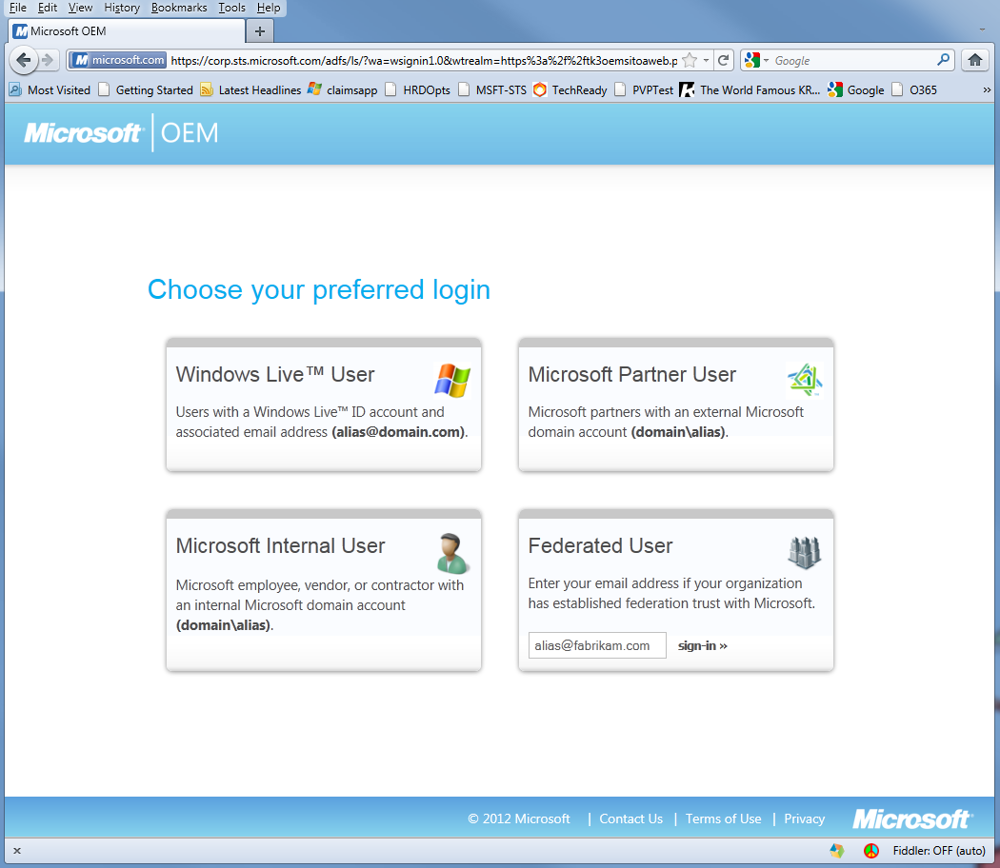 File Edit View History Bookmarks Tools Help
Microsoft OEM
microsoft.com https://corp.sts.microsoft.com/adfs/ls/?wa=wsignin1.0&wtrealm=https%3a%2f%2ftk3oemsitoaweb.p Google
Most Visited Getting Started Latest Headlines claimsapp HRDOpts MSFT-STS TechReady PVPTest The World Famous KR... Google O365 »
Microsoft OEM
Choose your preferred login
Windows Live™ User
Users with a Windows Live™ ID account and
associated email address (alias@domain.com).
Microsoft Partner User
Microsoft partners with an external Microsoft
domain account (domain\alias).
Microsoft Internal User
Microsoft employee, vendor, or contractor with
an internal Microsoft domain account
(domain\alias).
Federated User
Enter your email address if your organization
has established federation trust with Microsoft.
alias@fabrikam.com sign-in »
© 2012 Microsoft | Contact Us | Terms of Use | Privacy Microsoft
Fiddler: OFF (auto)